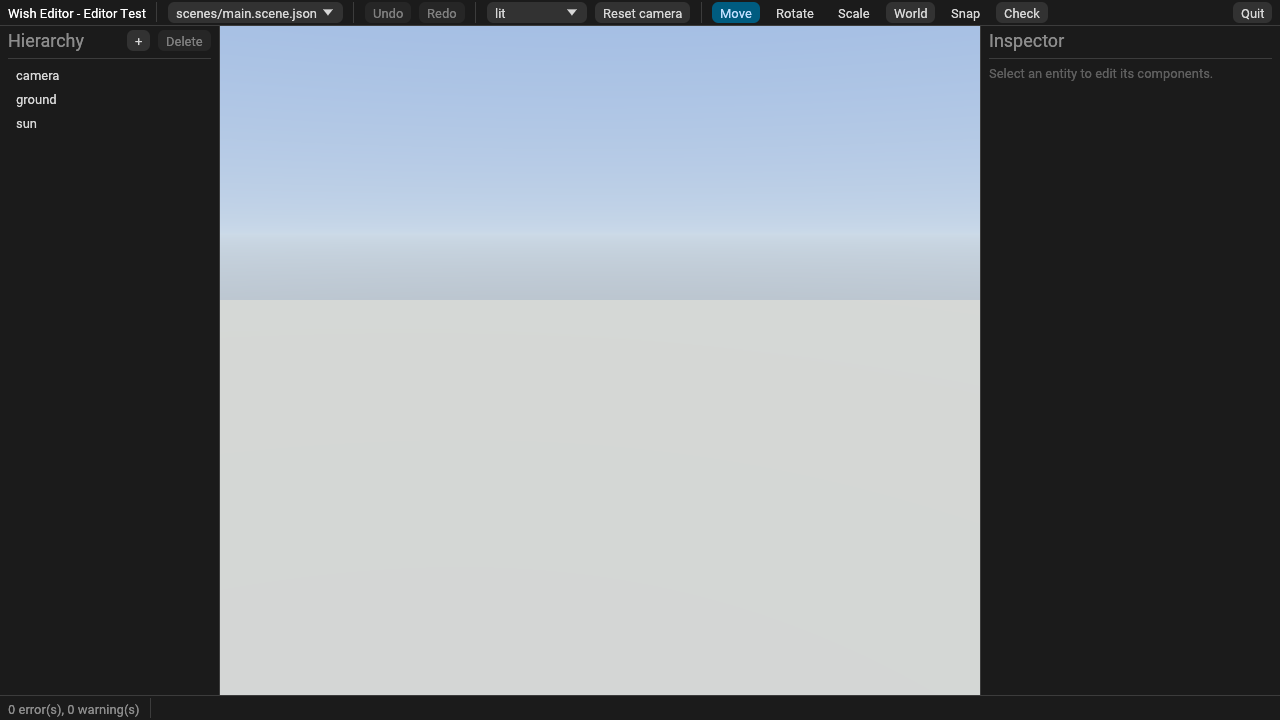 Wish Editor - Editor Test
scenes/main.scene.json
Undo
Redo
lit
Reset camera
Move
Rotate
Scale
World
Snap
Check
Quit
Hierarchy
+
Delete
camera
ground
sun
Inspector
Select an entity to edit its components.
0 error(s), 0 warning(s)